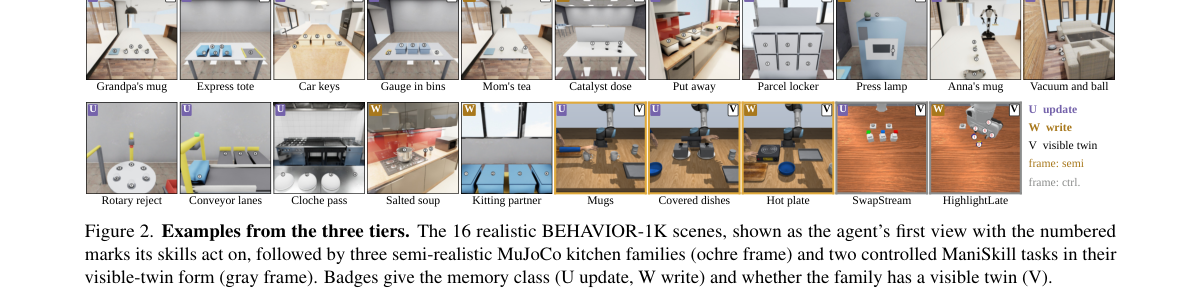 Grandpa's mug Express tote Car keys Gauge in bins Mom's tea Catalyst dose Put away Parcel locker Press lamp Anna's mug Vacuum and ball
U U U W W U V U V W V U V W V U update
W write
V visible twin
frame: semi
frame: ctrl.
Rotary reject Conveyor lanes Cloche pass Salted soup Kitting partner Mugs Covered dishes Hot plate SwapStream HighlightLate
Figure 2. Examples from the three tiers. The 16 realistic BEHAVIOR-1K scenes, shown as the agent's first view with the numbered
marks its skills act on, followed by three semi-realistic MuJoCo kitchen families (ochre frame) and two controlled ManiSkill tasks in their
visible-twin form (gray frame). Badges give the memory class (U update, W write) and whether the family has a visible twin (V).